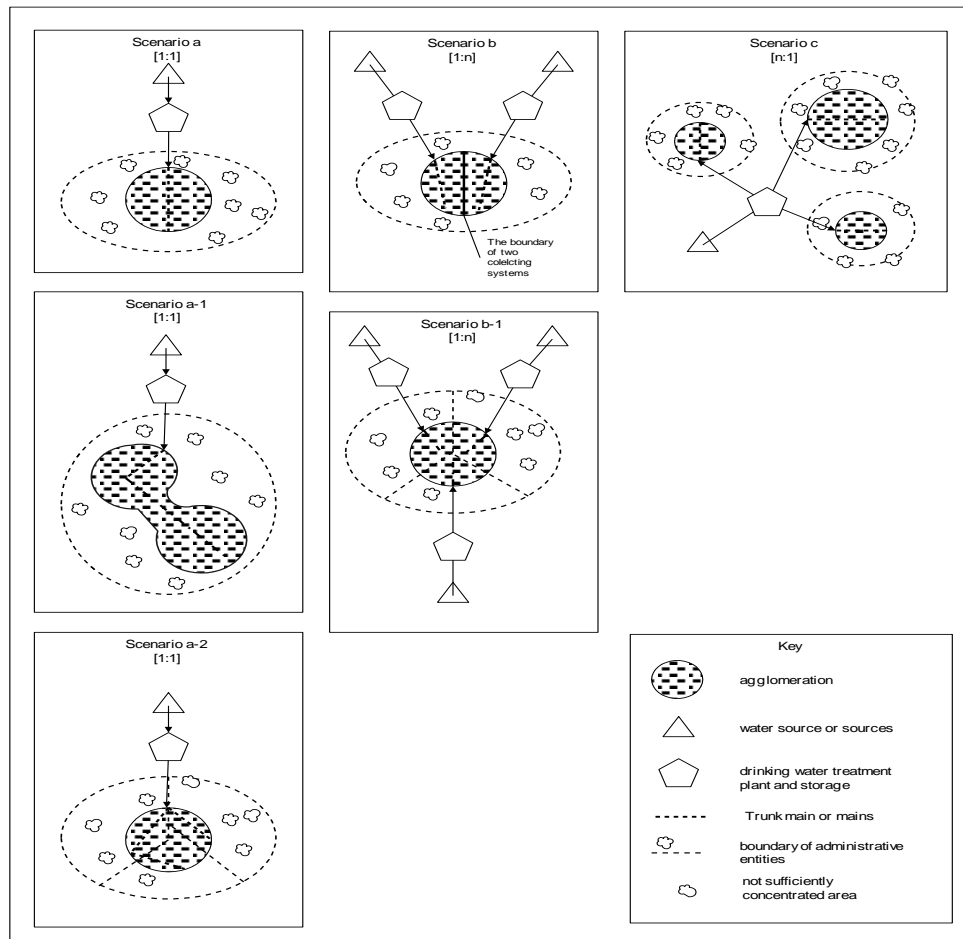 Scenario a
[1:1]
Scenario b
[1:n]
The boundary
of two
colelcting
systems
Scenario c
[n:1]
Scenario a-1
[1:1]
Scenario b-1
[1:n]
Scenario a-2
[1:1]
Key
agglomeration
water source or sources
drinking water treatment
plant and storage
Trunk main or mains
boundary of administrative
entities
not sufficiently
concentrated area